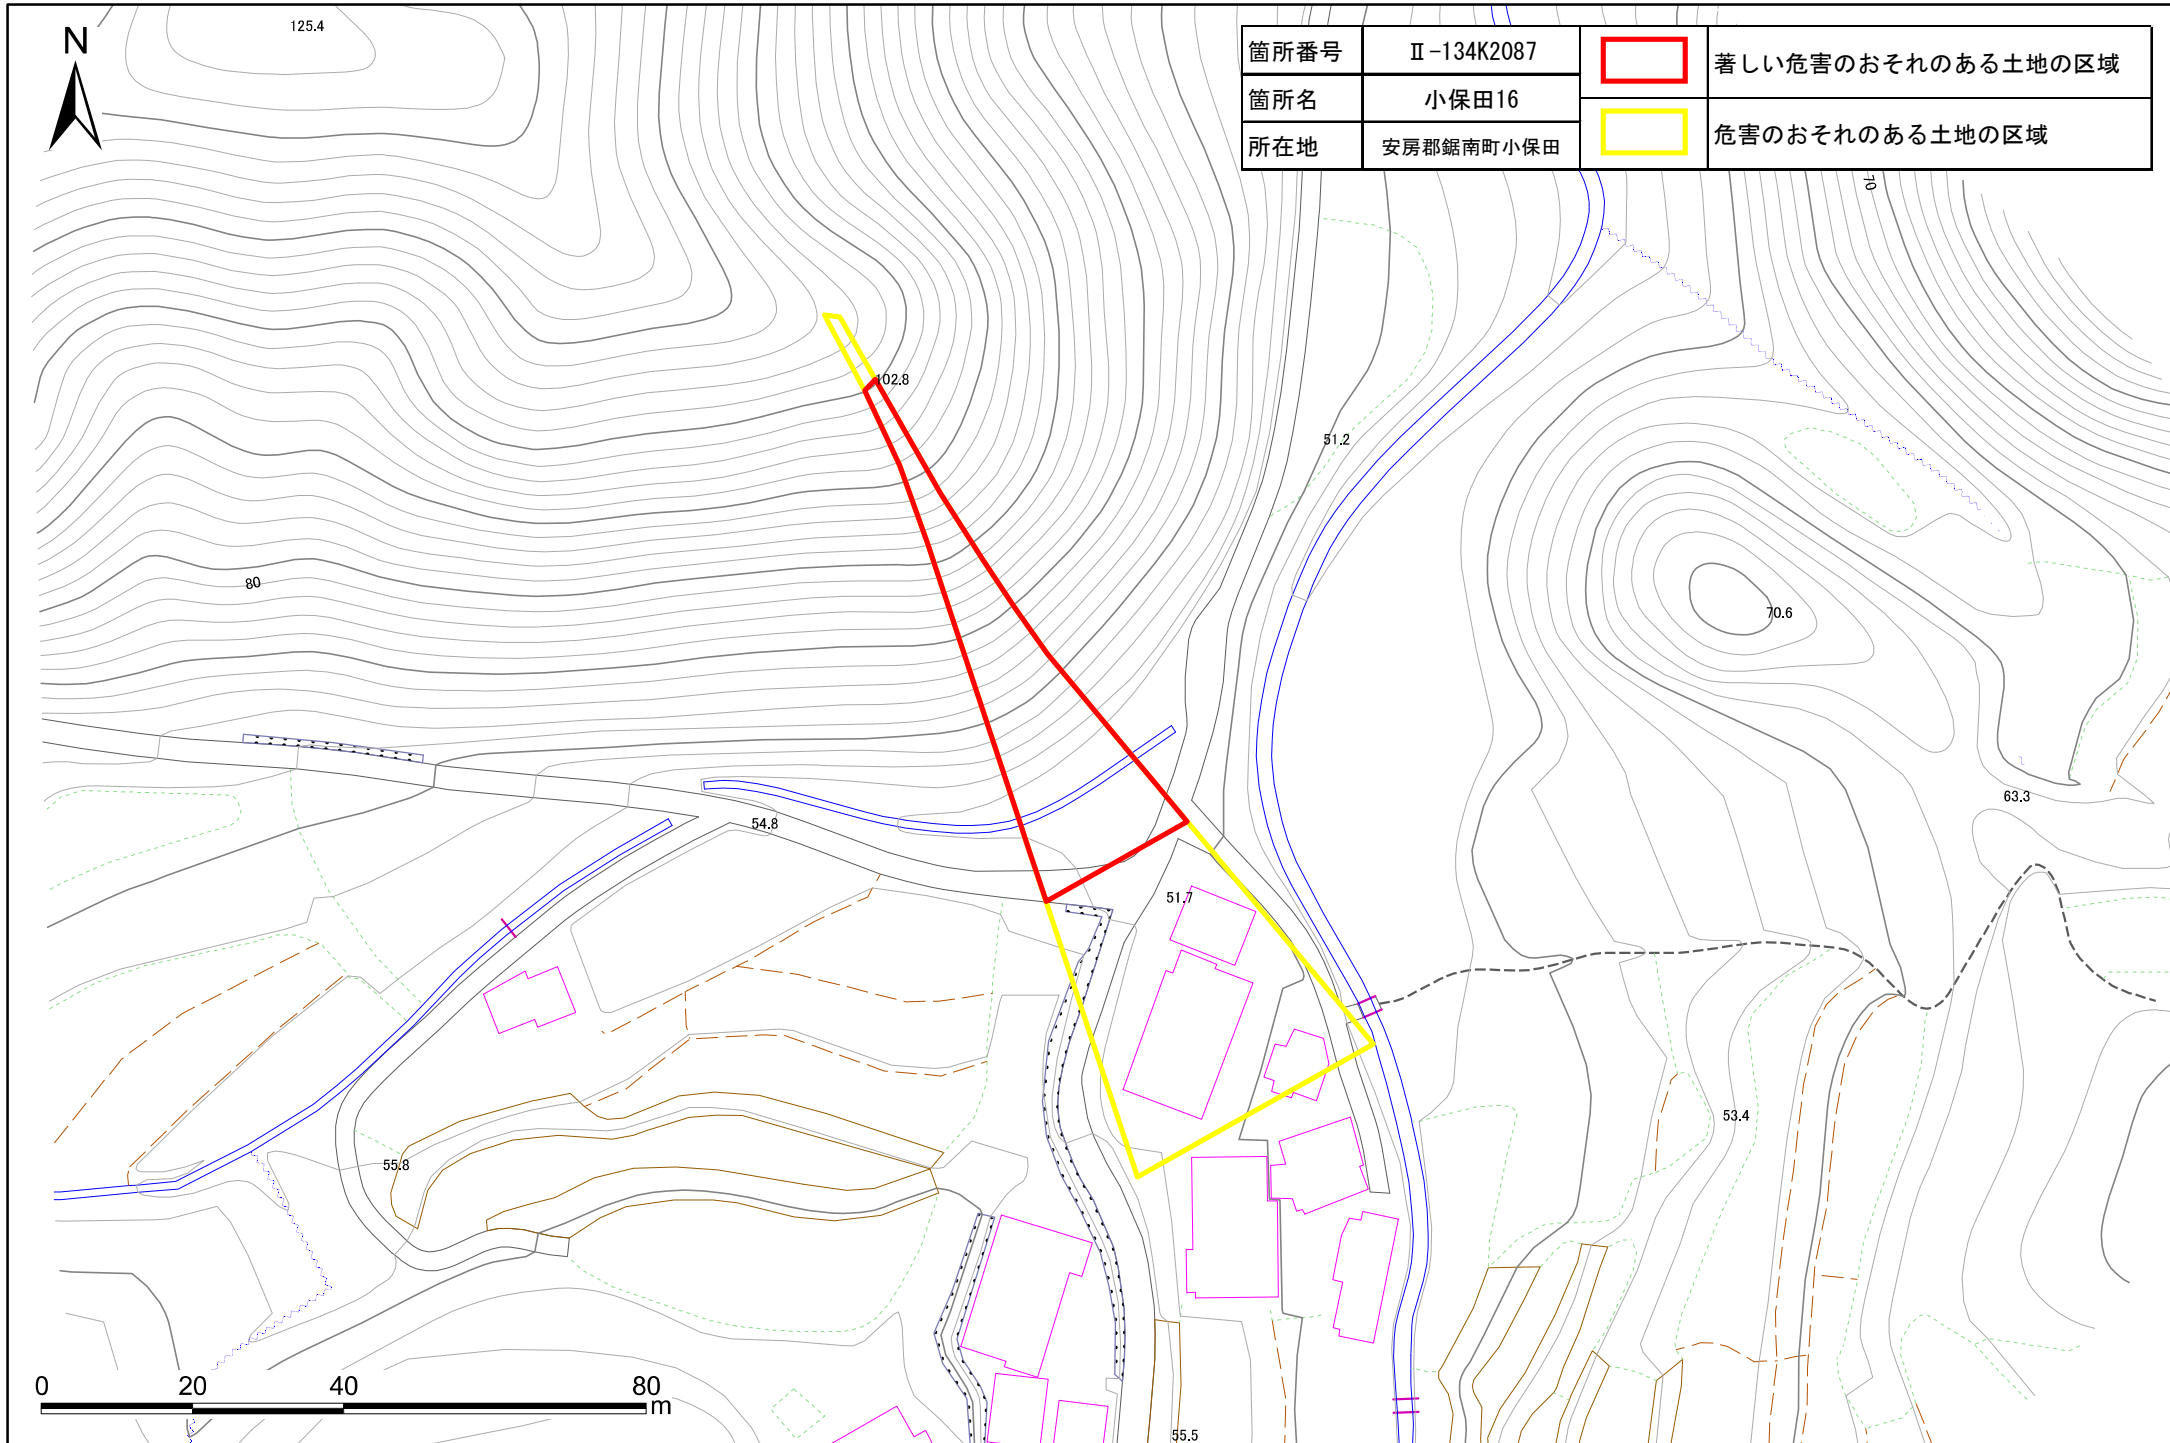 125.4
N
箇所番号 Ⅱ-134K2087
著しい危害のおそれのある土地の区域
箇所名 小保田16
危害のおそれのある土地の区域
所在地 安房郡鋸南町小保田
70
102.8
51.2
80
70.6
63.3
54.8
51.7
53.4
55.8
0 20 40 80
m
55.5